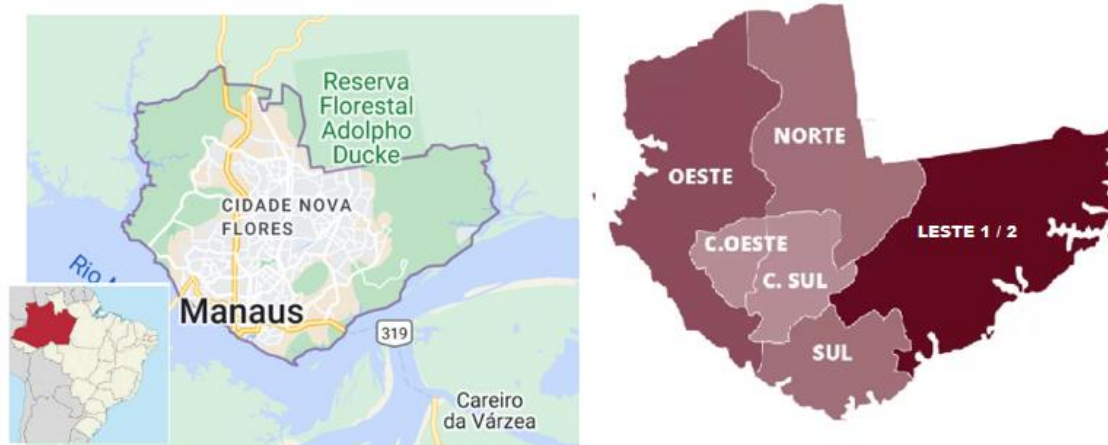 Reserva
Florestal
Adolpho
Ducke
CIDADE NOVA
FLORES
Rio
Manaus
319
Careiro
da Várzea
NORTE
OESTE
LESTE 1 / 2
C.OESTE
C. SUL
SUL